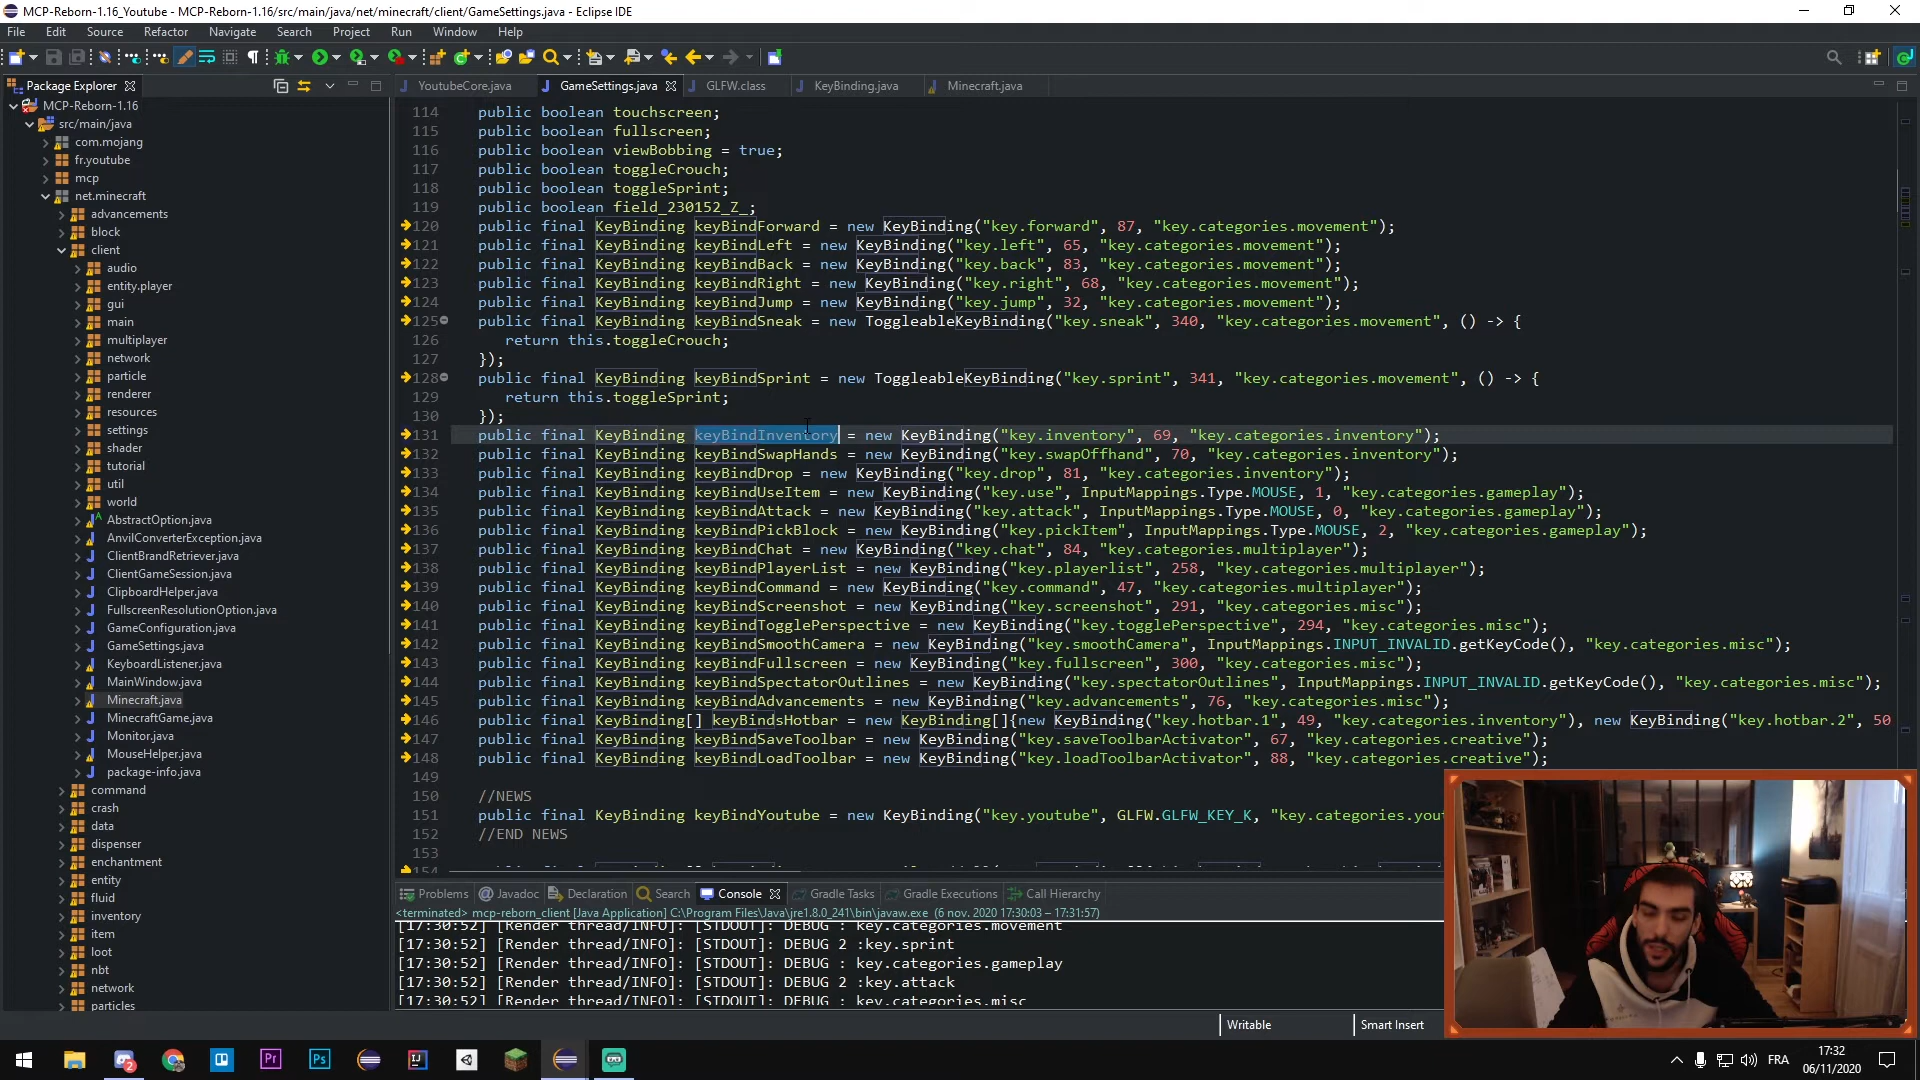 MCP-Reborn-1.16_Youtube - MCP-Reborn-1.16/src/main/java/net/minecraft/client/GameSettings.java - Eclipse IDE
File Edit Source Refactor Navigate Search Project Run Window Help
Package Explorer
YoutubeCore.java GameSettings.java GLFW.class KeyBinding.java Minecraft.java
MCP-Reborn-1.16
src/main/java
com.mojang
fr.youtube
mcp
net.minecraft
advancements
block
client
audio
entity.player
gui
main
multiplayer
network
particle
renderer
resources
settings
shader
tutorial
util
world
AbstractOption.java
AnvilConverterException.java
ClientBrandRetriever.java
ClientGameSession.java
ClipboardHelper.java
FullscreenResolutionOption.java
GameConfiguration.java
GameSettings.java
KeyboardListener.java
MainWindow.java
Minecraft.java
MinecraftGame.java
Monitor.java
MouseHelper.java
package-info.java
command
crash
data
dispenser
enchantment
entity
fluid
inventory
item
loot
nbt
network
particles
114 public boolean touchscreen;
115 public boolean fullscreen;
116 public boolean viewBobbing = true;
117 public boolean toggleCrouch;
118 public boolean toggleSprint;
119 public boolean field_230152_Z_;
120 public final KeyBinding keyBindForward = new KeyBinding("key.forward", 87, "key.categories.movement");
121 public final KeyBinding keyBindLeft = new KeyBinding("key.left", 65, "key.categories.movement");
122 public final KeyBinding keyBindBack = new KeyBinding("key.back", 83, "key.categories.movement");
123 public final KeyBinding keyBindRight = new KeyBinding("key.right", 68, "key.categories.movement");
124 public final KeyBinding keyBindJump = new KeyBinding("key.jump", 32, "key.categories.movement");
125 public final KeyBinding keyBindSneak = new ToggleableKeyBinding("key.sneak", 340, "key.categories.movement", () -> {
126 return this.toggleCrouch;
127 });
128 public final KeyBinding keyBindSprint = new ToggleableKeyBinding("key.sprint", 341, "key.categories.movement", () -> {
129 return this.toggleSprint;
130 });
131 public final KeyBinding keyBindInventory = new KeyBinding("key.inventory", 69, "key.categories.inventory");
132 public final KeyBinding keyBindSwapHands = new KeyBinding("key.swapOffhand", 70, "key.categories.inventory");
133 public final KeyBinding keyBindDrop = new KeyBinding("key.drop", 81, "key.categories.inventory");
134 public final KeyBinding keyBindUseItem = new KeyBinding("key.use", InputMappings.Type.MOUSE, 1, "key.categories.gameplay");
135 public final KeyBinding keyBindAttack = new KeyBinding("key.attack", InputMappings.Type.MOUSE, 0, "key.categories.gameplay");
136 public final KeyBinding keyBindPickBlock = new KeyBinding("key.pickItem", InputMappings.Type.MOUSE, 2, "key.categories.gameplay");
137 public final KeyBinding keyBindChat = new KeyBinding("key.chat", 84, "key.categories.multiplayer");
138 public final KeyBinding keyBindPlayerList = new KeyBinding("key.playerlist", 258, "key.categories.multiplayer");
139 public final KeyBinding keyBindCommand = new KeyBinding("key.command", 47, "key.categories.multiplayer");
140 public final KeyBinding keyBindScreenshot = new KeyBinding("key.screenshot", 291, "key.categories.misc");
141 public final KeyBinding keyBindTogglePerspective = new KeyBinding("key.togglePerspective", 294, "key.categories.misc");
142 public final KeyBinding keyBindSmoothCamera = new KeyBinding("key.smoothCamera", InputMappings.INPUT_INVALID.getKeyCode(), "key.categories.misc");
143 public final KeyBinding keyBindFullscreen = new KeyBinding("key.fullscreen", 300, "key.categories.misc");
144 public final KeyBinding keyBindSpectatorOutlines = new KeyBinding("key.spectatorOutlines", InputMappings.INPUT_INVALID.getKeyCode(), "key.categories.misc");
145 public final KeyBinding keyBindAdvancements = new KeyBinding("key.advancements", 76, "key.categories.misc");
146 public final KeyBinding[] keyBindsHotbar = new KeyBinding[]{new KeyBinding("key.hotbar.1", 49, "key.categories.inventory"), new KeyBinding("key.hotbar.2", 50
147 public final KeyBinding keyBindSaveToolbar = new KeyBinding("key.saveToolbarActivator", 67, "key.categories.creative");
148 public final KeyBinding keyBindLoadToolbar = new KeyBinding("key.loadToolbarActivator", 88, "key.categories.creative");
149
150 //NEWS
151 public final KeyBinding keyBindYoutube = new KeyBinding("key.youtube", GLFW.GLFW_KEY_K, "key.categories.you
152 //END NEWS
153
154
Problems Javadoc Declaration Search Console Gradle Tasks Gradle Executions Call Hierarchy
<terminated> mcp-reborn_client [Java Application] C:\Program Files\Java\jre1.8.0_241\bin\javaw.exe (6 nov. 2020 17:30:03 – 17:31:57)
[17:30:52] [Render thread/INFO]: [STDOUT]: DEBUG : key.categories.movement
[17:30:52] [Render thread/INFO]: [STDOUT]: DEBUG 2 :key.sprint
[17:30:52] [Render thread/INFO]: [STDOUT]: DEBUG : key.categories.gameplay
[17:30:52] [Render thread/INFO]: [STDOUT]: DEBUG 2 :key.attack
[17:30:52] [Render thread/INFO]: [STDOUT]: DEBUG : key.categories.misc
Writable Smart Insert
FRA
17:32
06/11/2020